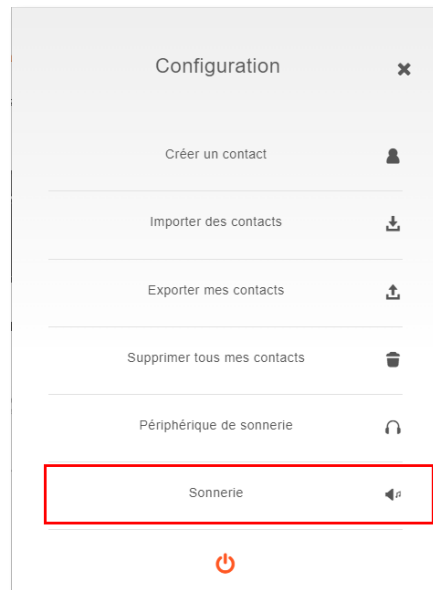 Configuration
Créer un contact
Importer des contacts
Exporter mes contacts
Supprimer tous mes contacts
Périphérique de sonnerie
Sonnerie